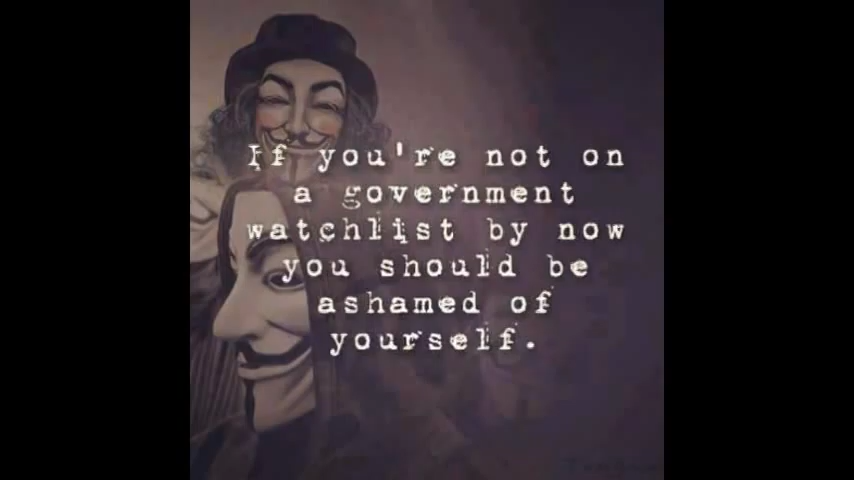 If you're not on
a government
watchlist by now
you should be
ashamed of
yourself.